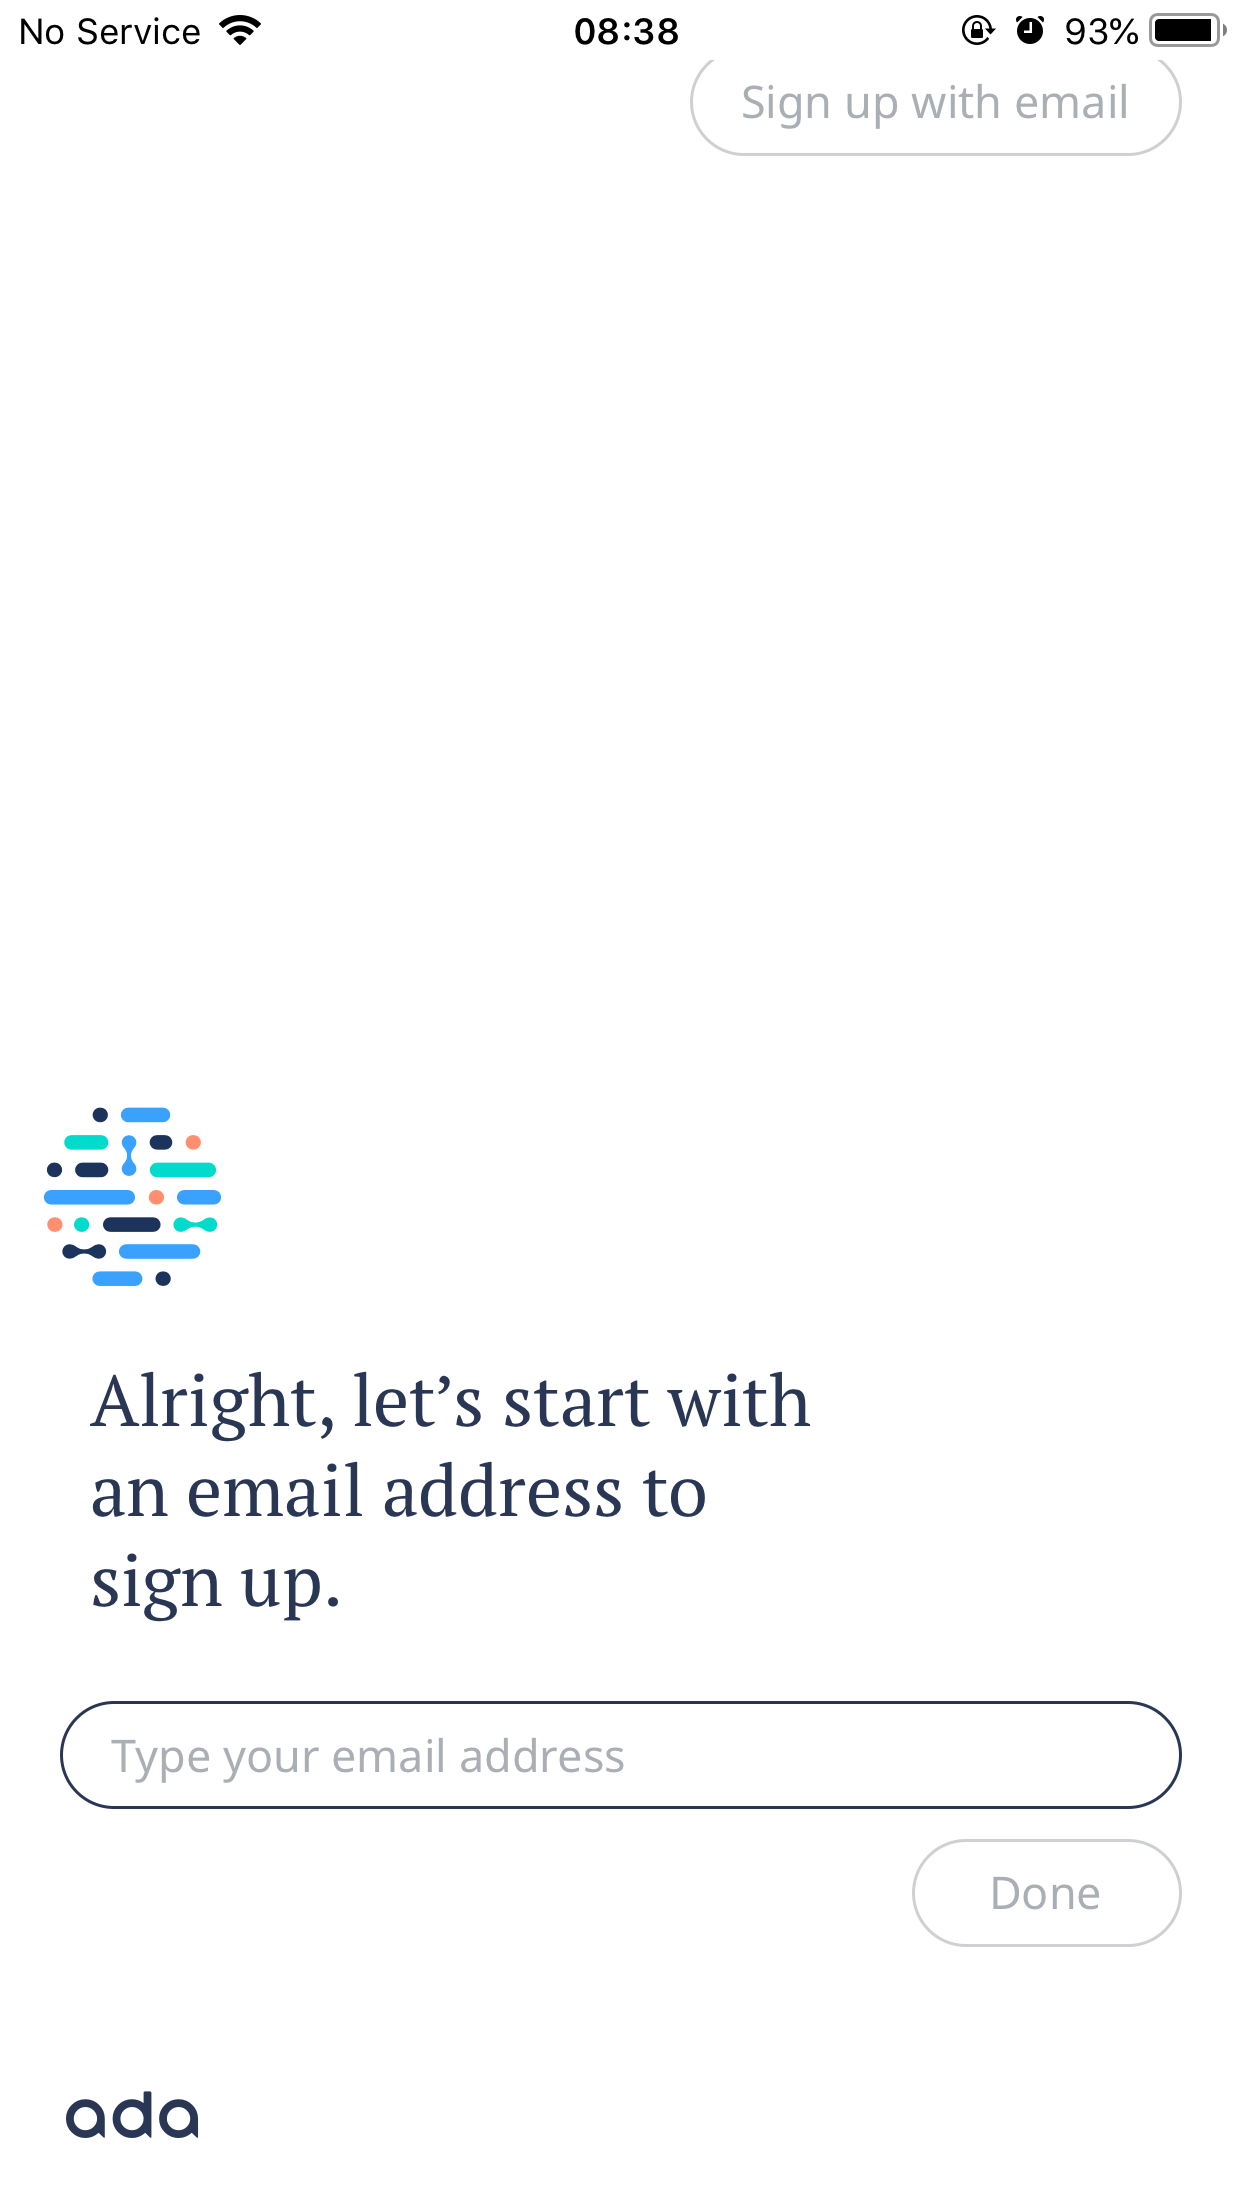 No Service 08:38 93%
Sign up with email
Alright, let’s start with
an email address to
sign up.
Type your email address
Done
ada